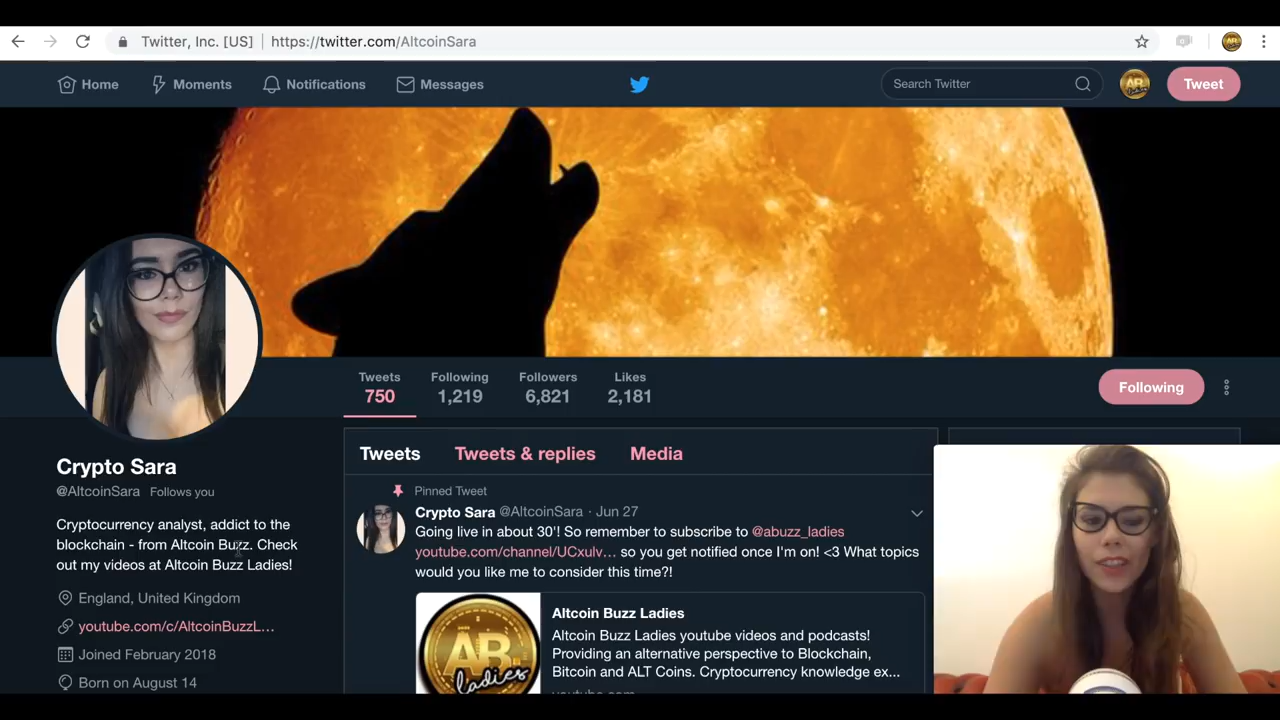 Twitter, Inc. [US] https://twitter.com/AltcoinSara
Home Moments Notifications Messages Search Twitter AB ladies Tweet
Tweets Following Followers Likes
750 1,219 6,821 2,181
Following
Crypto Sara
@AltcoinSara Follows you
Cryptocurrency analyst, addict to the
blockchain - from Altcoin Buzz. Check
out my videos at Altcoin Buzz Ladies!
England, United Kingdom
youtube.com/c/AltcoinBuzzL...
Joined February 2018
Born on August 14
Tweets Tweets & replies Media
Pinned Tweet
Crypto Sara @AltcoinSara · Jun 27
Going live in about 30'! So remember to subscribe to @abuzz_ladies
youtube.com/channel/UCxulv... so you get notified once I'm on! <3 What topics
would you like me to consider this time?!
AB
ladies
Altcoin Buzz Ladies
Altcoin Buzz Ladies youtube videos and podcasts!
Providing an alternative perspective to Blockchain,
Bitcoin and ALT Coins. Cryptocurrency knowledge ex...
youtube.com